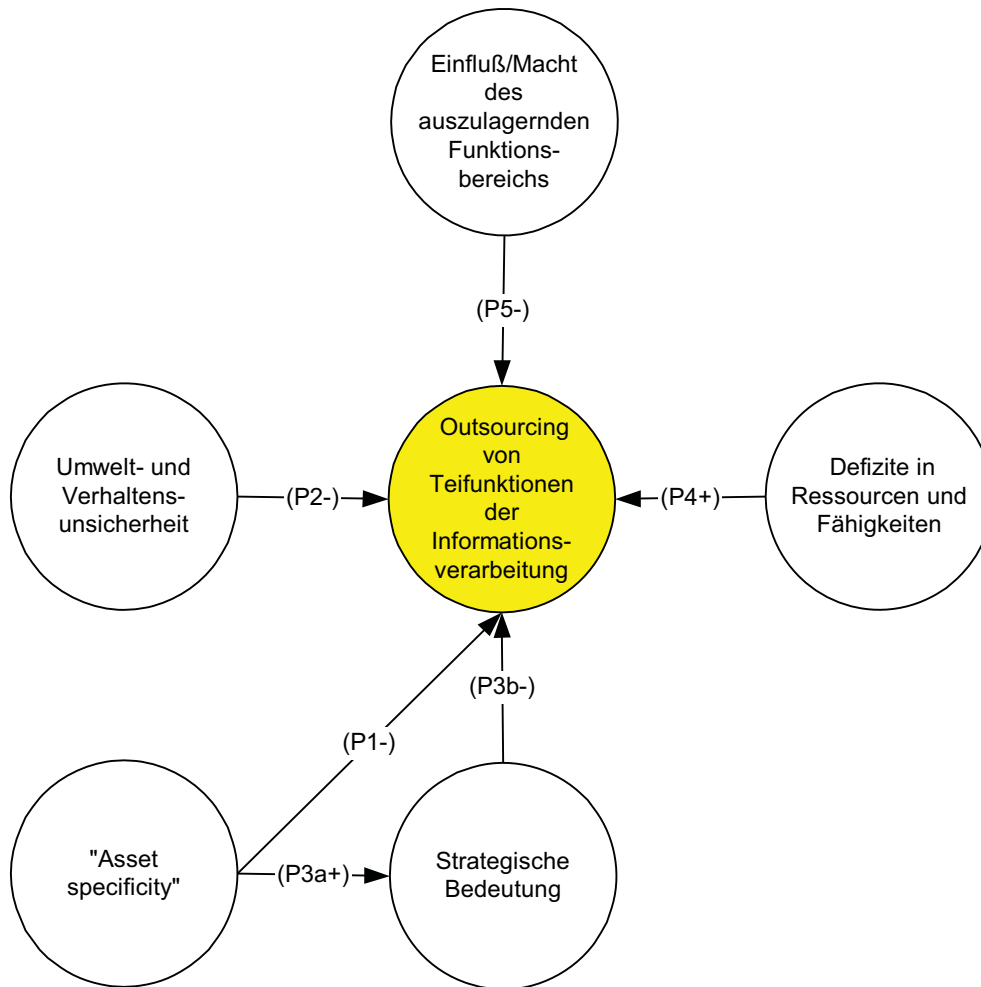 Einfluß/Macht
des
auszulagernden
Funktions-
bereichs
(P5-)
Umwelt- und
Verhaltens-
unsicherheit
(P2-)
Outsourcing
von
Teifunktionen
der
Informations-
verarbeitung
(P4+)
Defizite in
Ressourcen und
Fähigkeiten
(P3b-)
(P1-)
"Asset
specificity"
(P3a+)
Strategische
Bedeutung